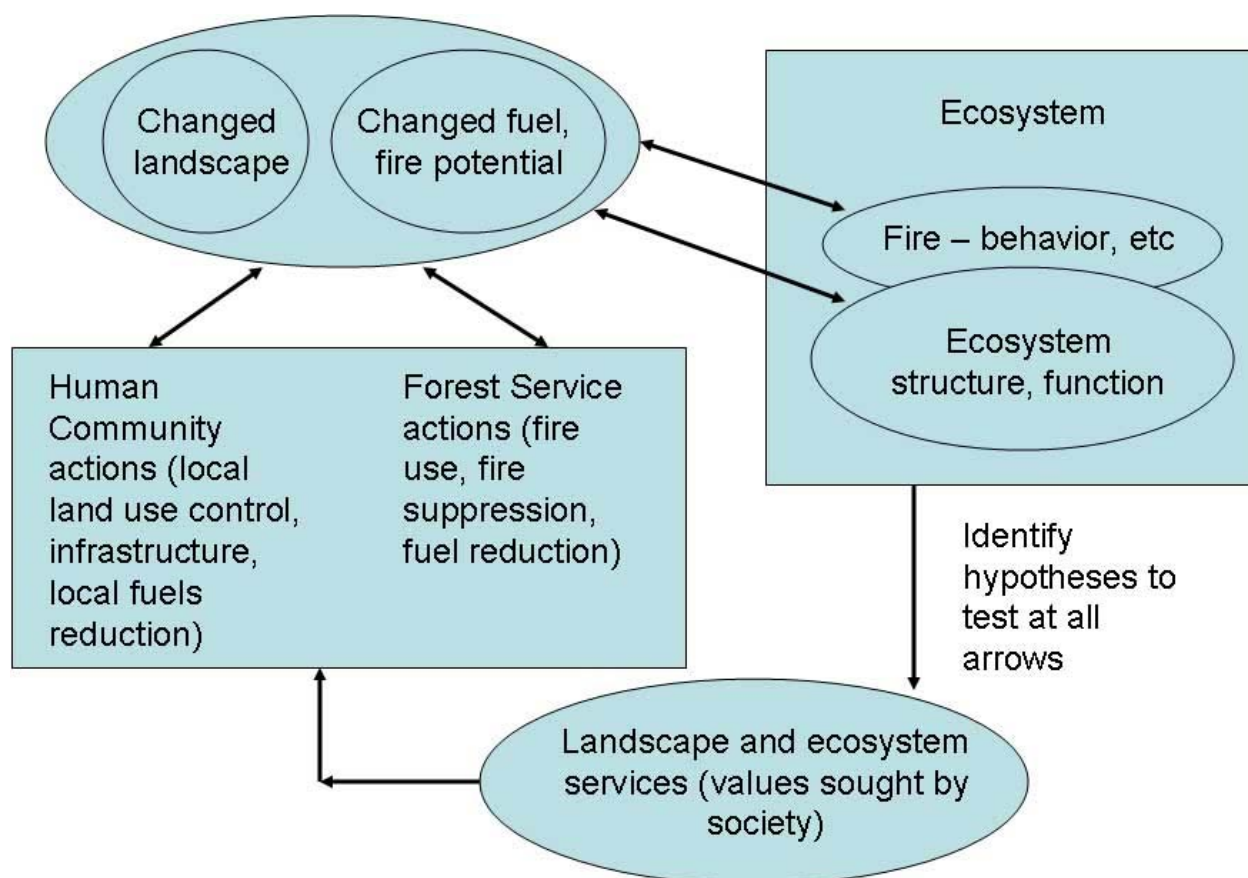 Changed
landscape
Changed fuel,
fire potential
Ecosystem
Fire – behavior, etc
Ecosystem
structure, function
Human
Community
actions (local
land use control,
infrastructure,
local fuels
reduction)
Forest Service
actions (fire
use, fire
suppression,
fuel reduction)
Identify
hypotheses to
test at all
arrows
Landscape and ecosystem
services (values sought by
society)